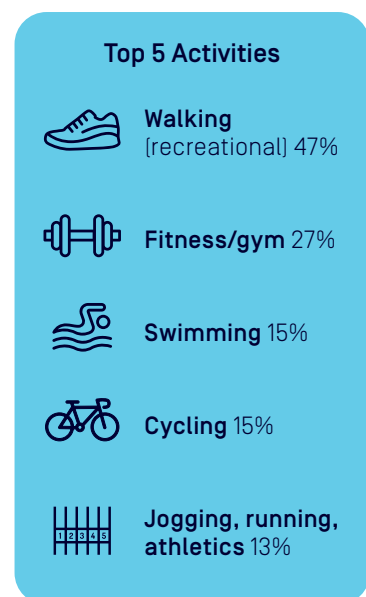 Top 5 Activities
Walking
(recreational) 47%
Fitness/gym 27%
Swimming 15%
Cycling 15%
Jogging, running,
athletics 13%
1 2 3 4 5